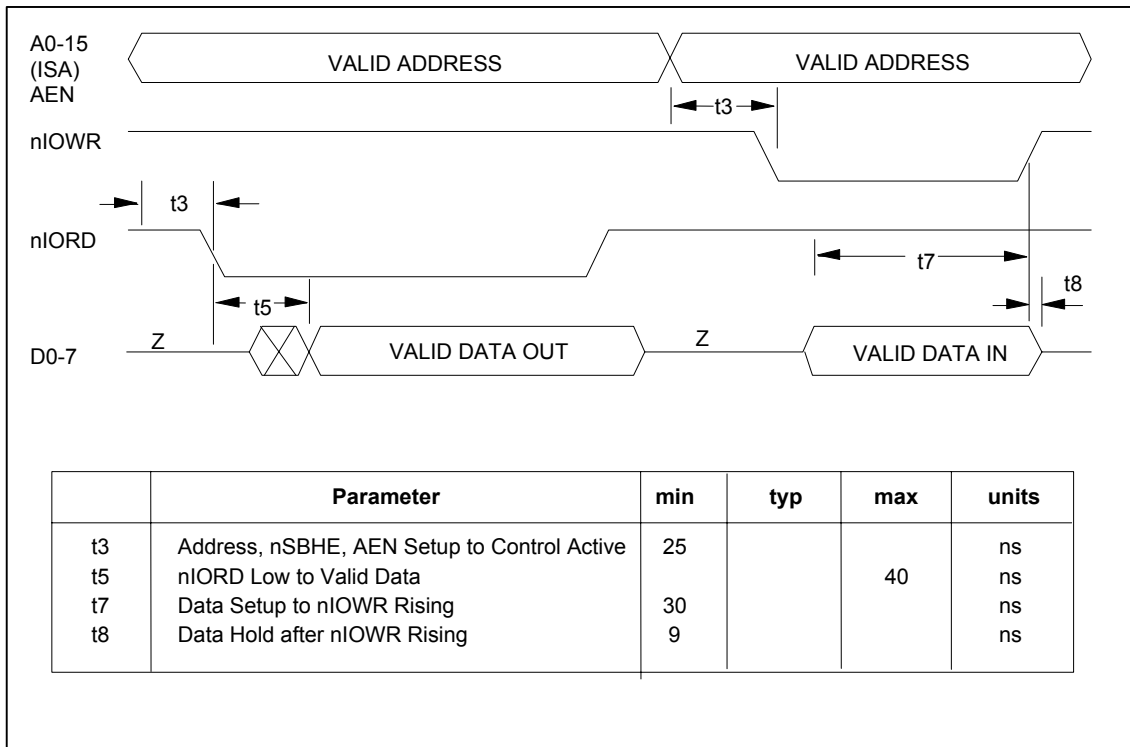 A0-15
(ISA)
AEN
VALID ADDRESS
VALID ADDRESS
t3
nIOWR
t3
nIORD
t7
t8
t5
D0-7
Z
VALID DATA OUT
Z
VALID DATA IN
Parameter min typ max units
t3 Address, nSBHE, AEN Setup to Control Active 25 ns
t5 nIORD Low to Valid Data 40 ns
t7 Data Setup to nIOWR Rising 30 ns
t8 Data Hold after nIOWR Rising 9 ns